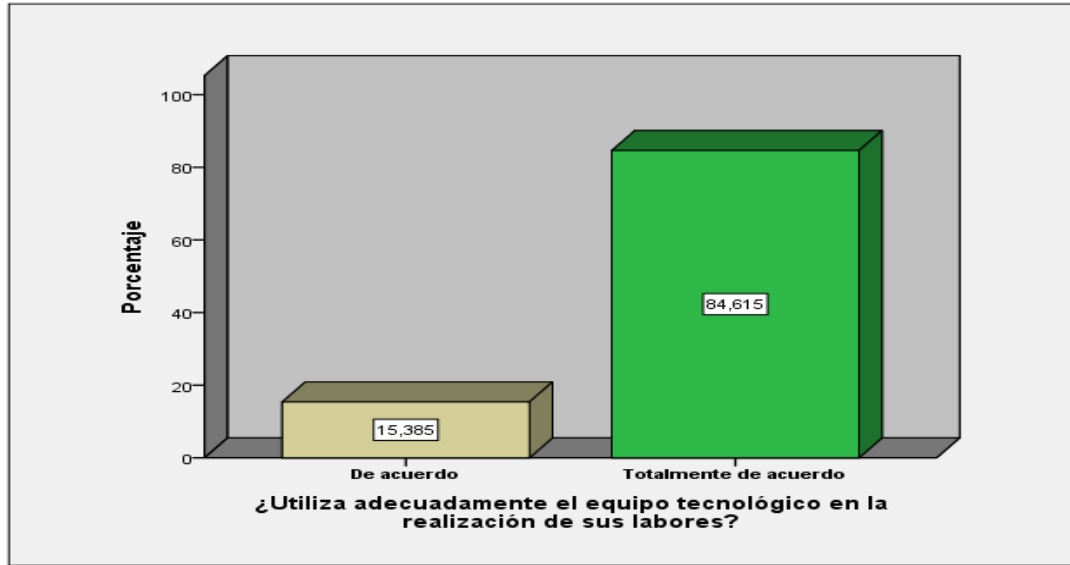 Porcentaje
100
80
60
40
20
0
84,615
15,385
De acuerdo
Totalmente de acuerdo
¿Utiliza adecuadamente el equipo tecnológico en la
realización de sus labores?